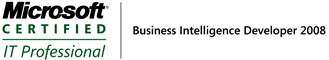 Microsoft
CERTIFIED
IT Professional
Business Intelligence Developer 2008